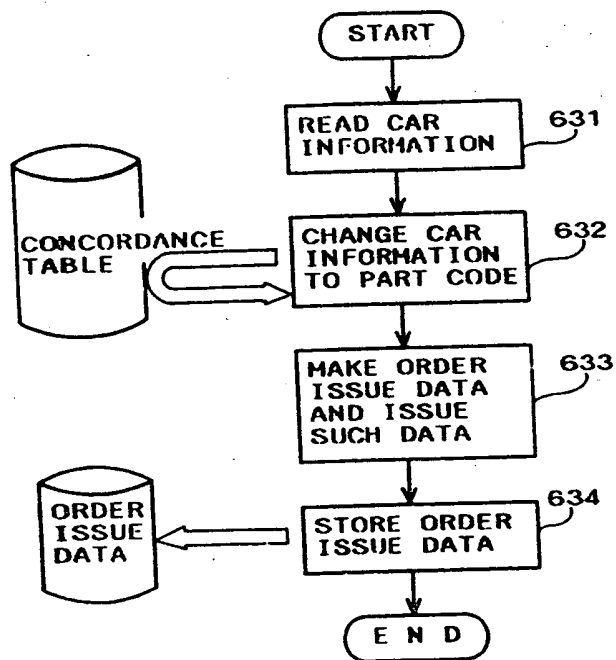 START
READ CAR
INFORMATION
631
CONCORDANCE
TABLE
CHANGE CAR
INFORMATION
TO PART CODE
632
MAKE ORDER
ISSUE DATA
AND ISSUE
SUCH DATA
633
ORDER
ISSUE
DATA
STORE ORDER
ISSUE DATA
634
E N D